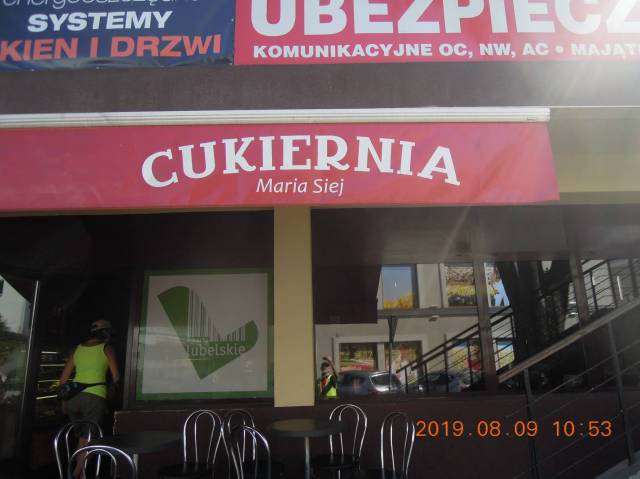 SYSTEMY
KIEN I DRZWI
UBEZPIECZ
KOMUNIKACYJNE OC, NW, AC • MAJĄT
CUKIERNIA
Maria Siej
lubelskie
2019.08.09 10:53